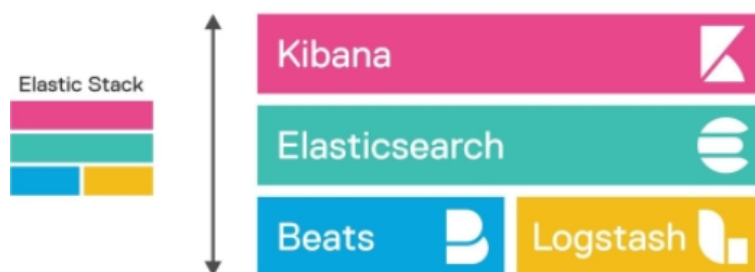 Elastic Stack
Kibana
Elasticsearch
Beats
Logstash